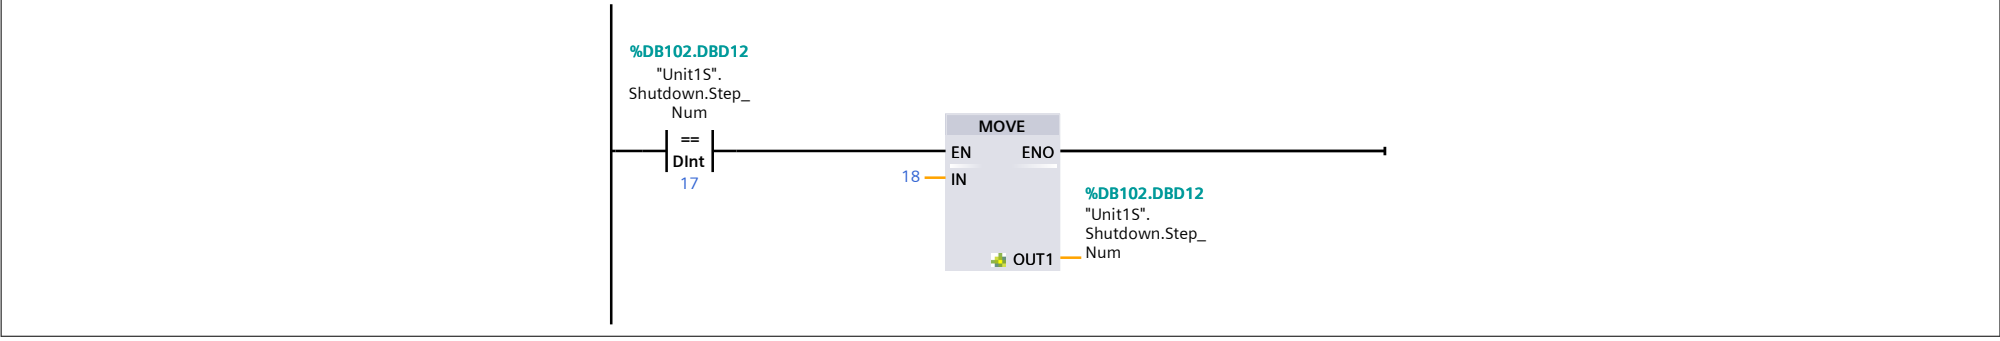 %DB102.DBD12
"Unit1S".
Shutdown.Step_
Num
==
DInt
17
MOVE
EN ENO
18 IN
%DB102.DBD12
"Unit1S".
Shutdown.Step_
Num
OUT1